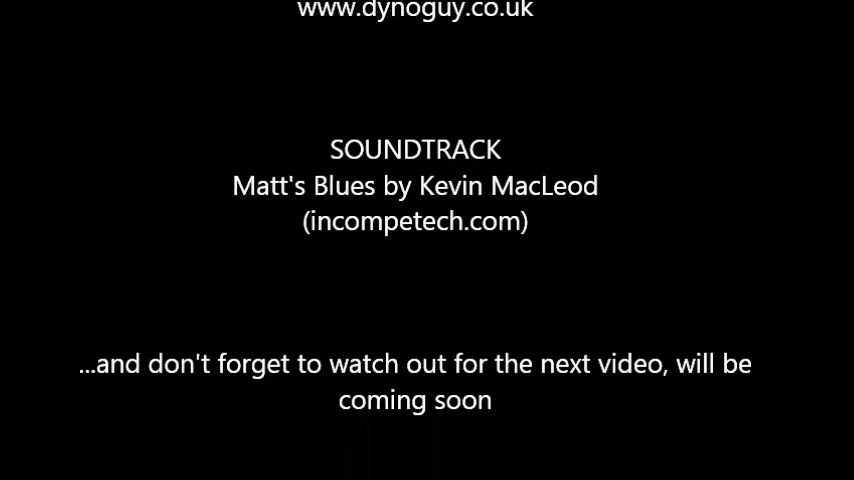 www.dynoguy.co.uk
SOUNDTRACK
Matt's Blues by Kevin MacLeod
(incompetech.com)
...and don't forget to watch out for the next video, will be
coming soon